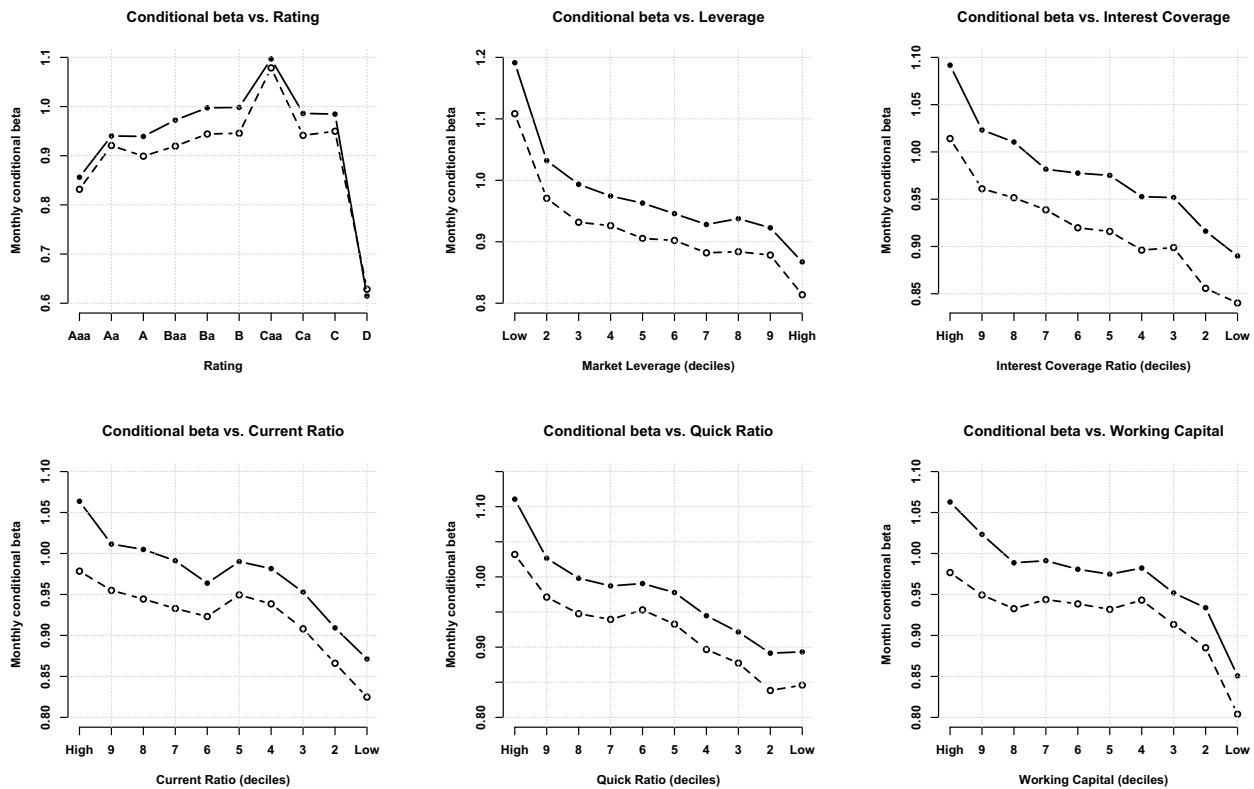 Conditional beta vs. Rating
Monthly conditional beta
1.1
1.0
0.9
0.8
0.7
0.6
Aaa Aa A Baa Ba B Caa Ca C D
Rating
Conditional beta vs. Leverage
Monthly conditional beta
1.2
1.1
1.0
0.9
0.8
Low 2 3 4 5 6 7 8 9 High
Market Leverage (deciles)
Conditional beta vs. Interest Coverage
Monthly conditional beta
1.10
1.05
1.00
0.95
0.90
0.85
High 9 8 7 6 5 4 3 2 Low
Interest Coverage Ratio (deciles)
Conditional beta vs. Current Ratio
Monthly conditional beta
1.10
1.05
1.00
0.95
0.90
0.85
0.80
High 9 8 7 6 5 4 3 2 Low
Current Ratio (deciles)
Conditional beta vs. Quick Ratio
Monthly conditional beta
1.10
1.00
0.90
0.80
High 9 8 7 6 5 4 3 2 Low
Quick Ratio (deciles)
Conditional beta vs. Working Capital
Monthl conditional beta
1.10
1.05
1.00
0.95
0.90
0.85
0.80
High 9 8 7 6 5 4 3 2 Low
Working Capital (deciles)